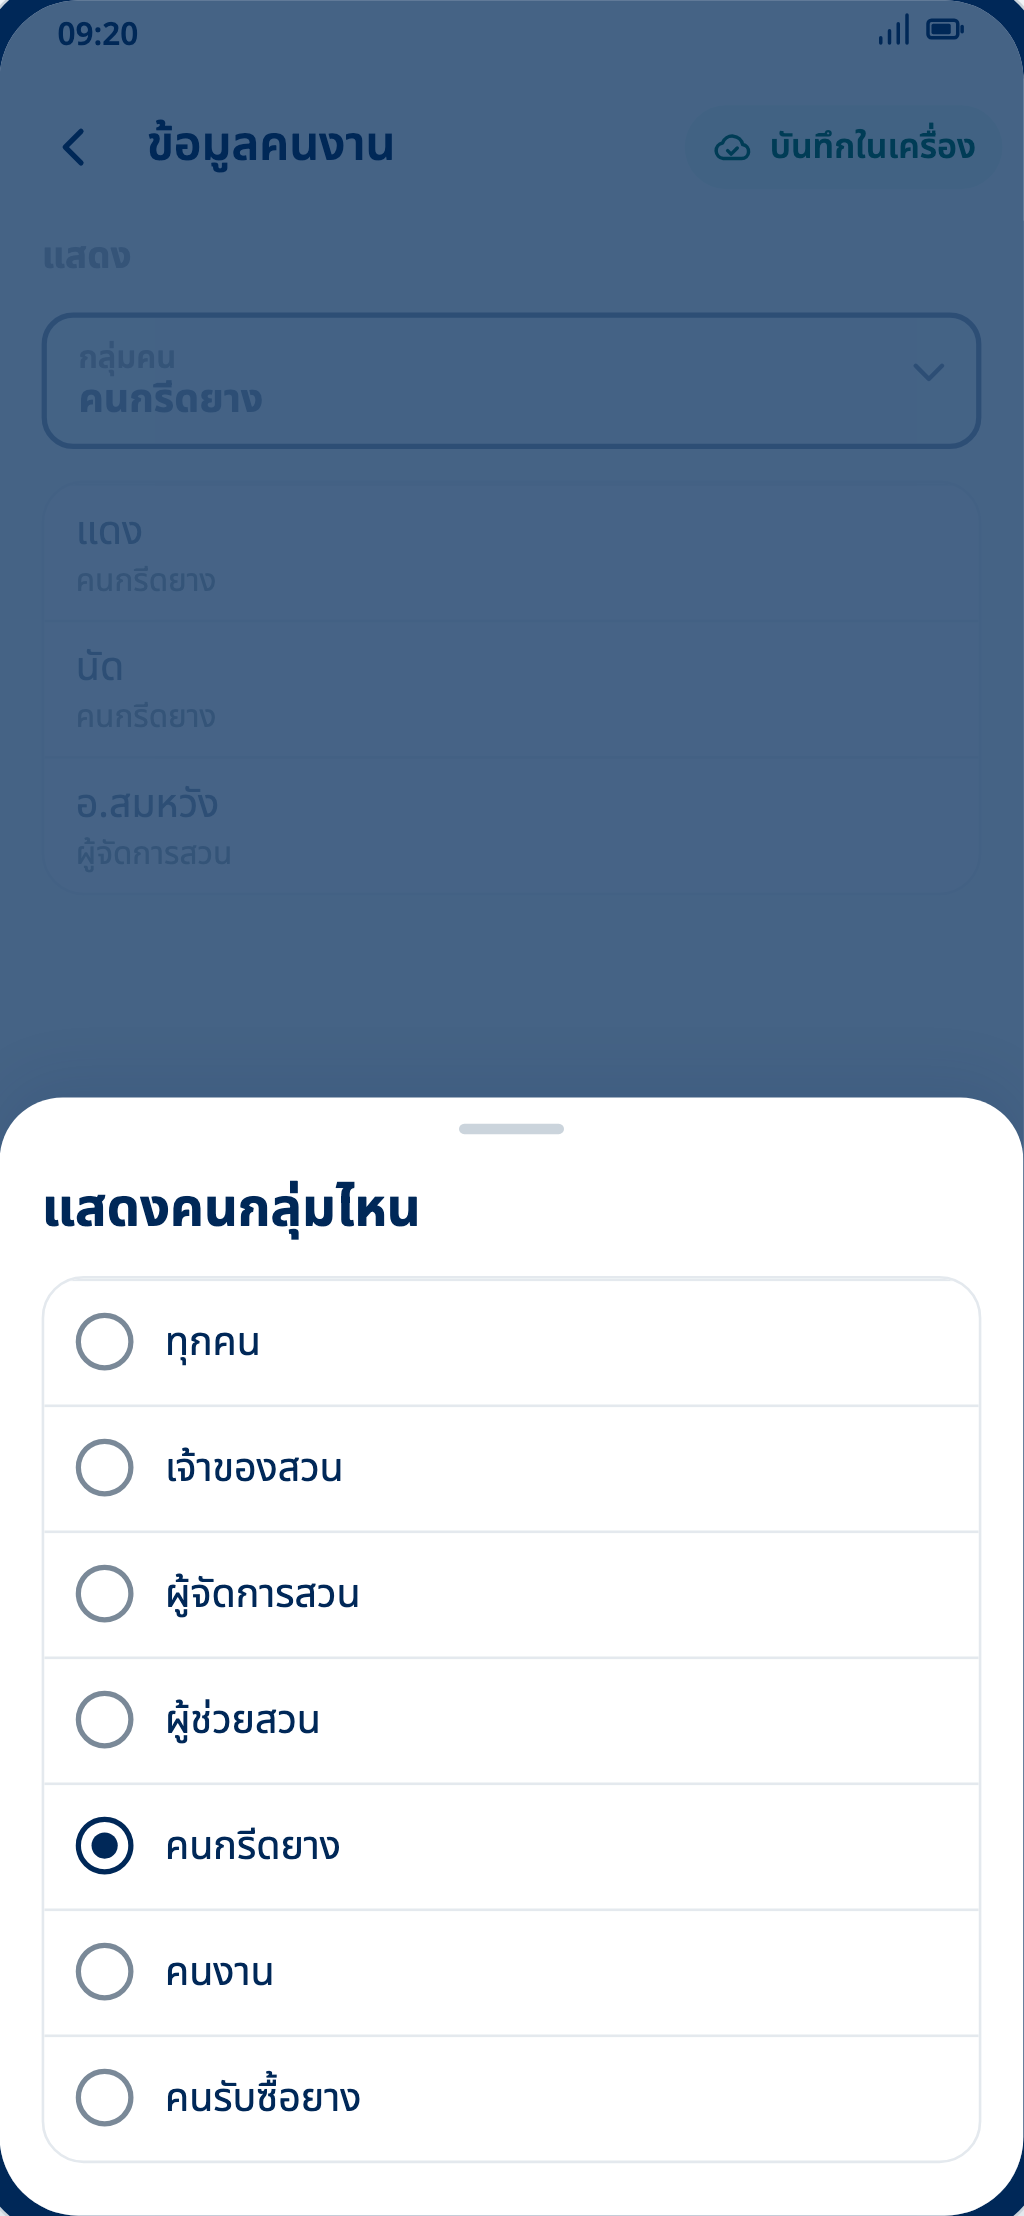 09:20
ข้อมูลคนงาน
บันทึกในเครื่อง
แสดง
กลุ่มคน
คนกรีดยาง
แดง
คนกรีดยาง
นัด
คนกรีดยาง
อ.สมหวัง
ผู้จัดการสวน
แสดงคนกลุ่มไหน
ทุกคน
เจ้าของสวน
ผู้จัดการสวน
ผู้ช่วยสวน
คนกรีดยาง
คนงาน
คนรับซื้อยาง